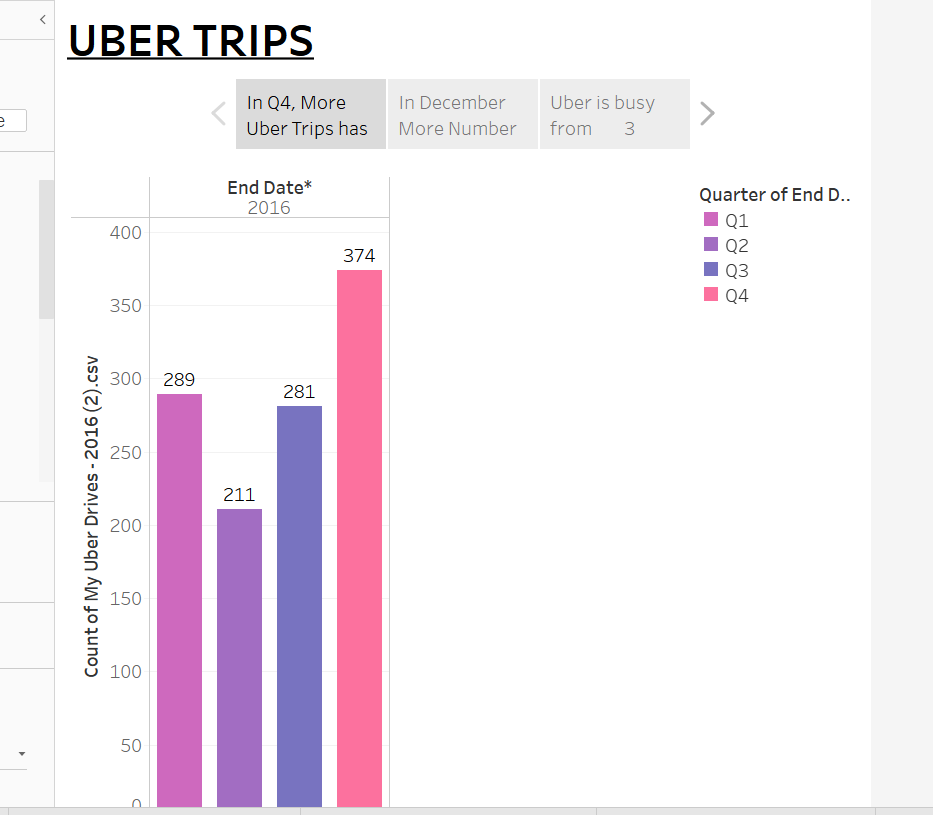 UBER TRIPS
In Q4, More
Uber Trips has
In December
More Number
Uber is busy
from 3
End Date*
2016
Quarter of End D..
Q1
Q2
Q3
Q4
400
350
300
250
200
150
100
50
0
Count of My Uber Drives - 2016 (2).csv
289
211
281
374
e